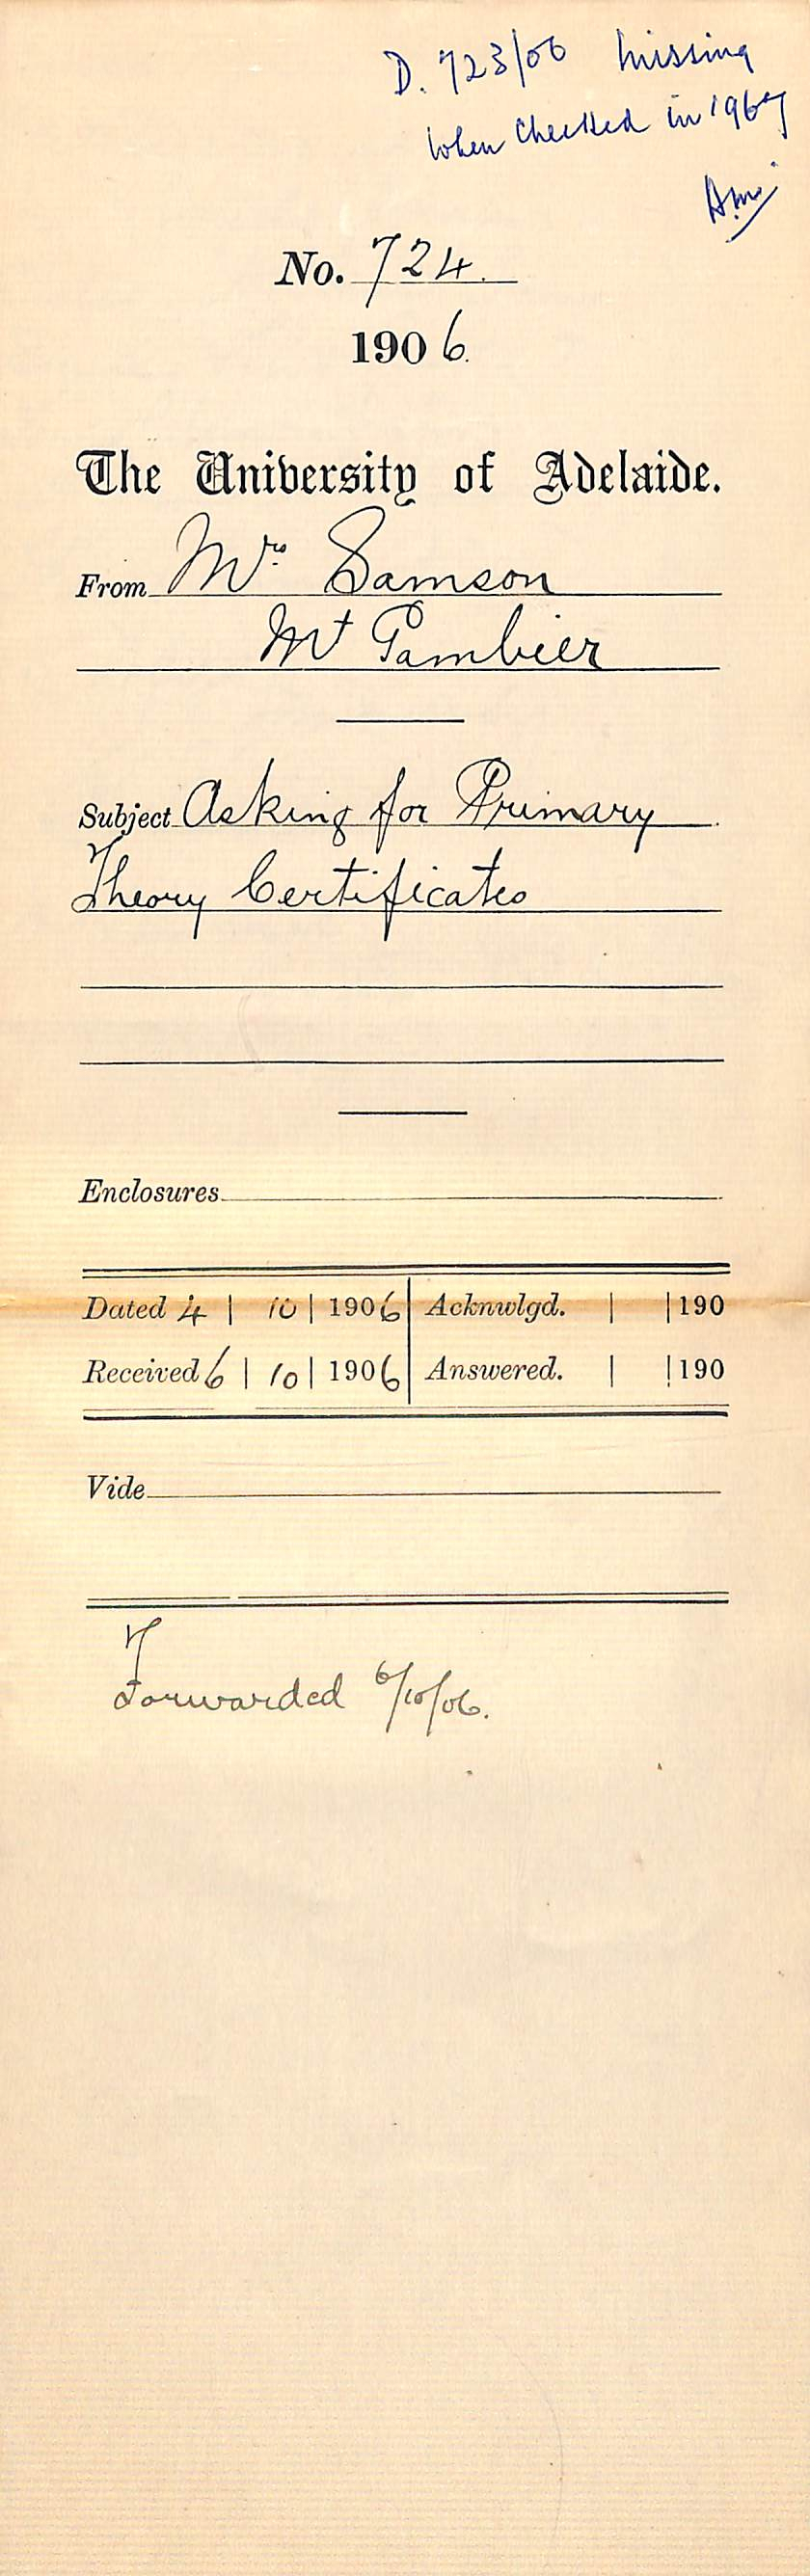 D. 723/06 missing
when checked in 1967
No. 724.
1906.
The University of Adelaide.
From Mrs Samson
Mt Gambier
Subject Asking for Primary
Theory Certificates
Enclosures
Dated 4 | 10 | 1906 Acknwlgd. | | 190
Received 6 | 10 | 1906 Answered. | | 190
Vide
Forwarded 6/10/06.